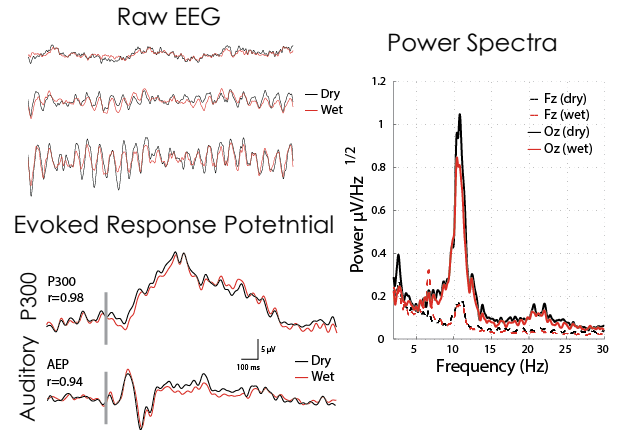 Raw EEG
Dry
Wet
Evoked Response Potetntial
P300
P300
r=0.98
5 µV
100 ms
Dry
Wet
Auditory
AEP
r=0.94
Power Spectra
Power µV/Hz 1/2
1.2
1
0.8
0.6
0.4
0.2
0
Fz (dry)
Fz (wet)
Oz (dry)
Oz (wet)
5 10 15 20 25 30
Frequency (Hz)